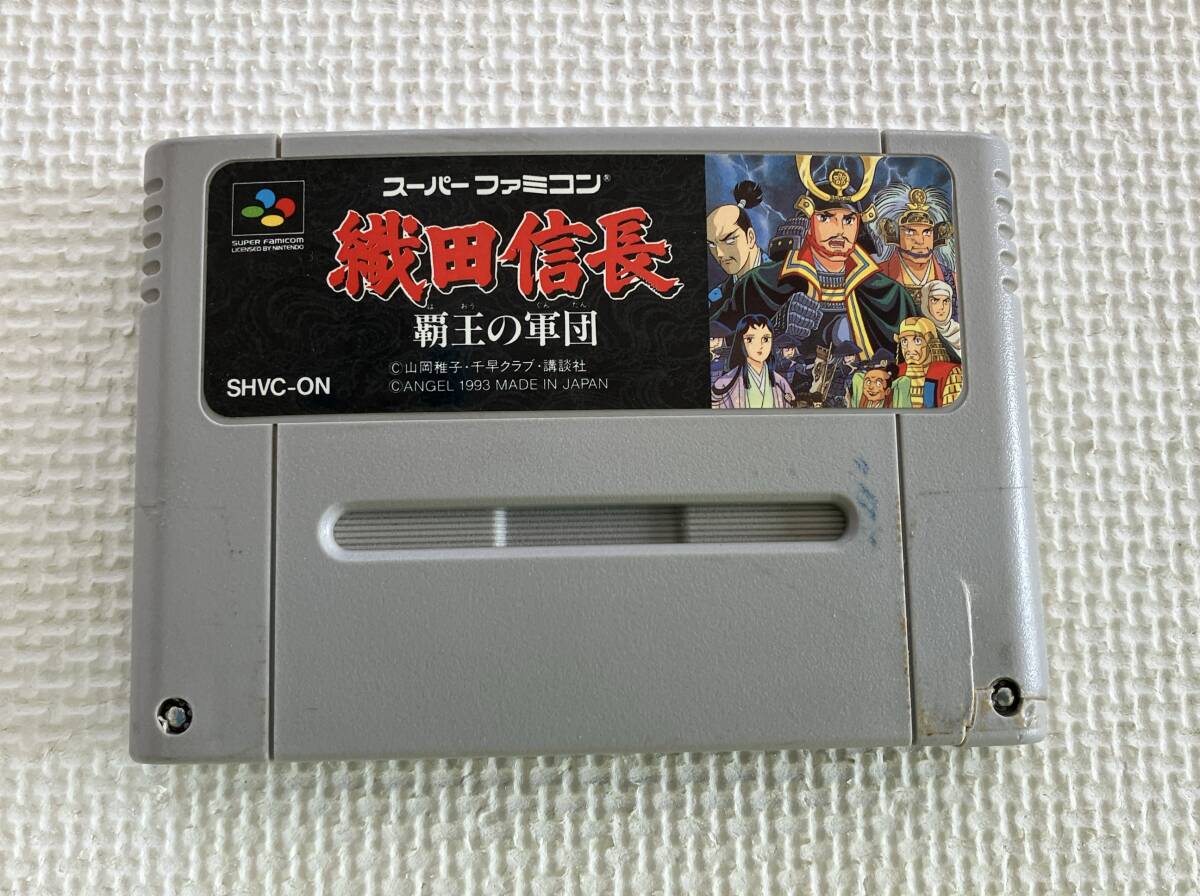 スーパーファミコン®
SUPER FAMICOM
LICENSED BY NINTENDO
織田信長
はおう ぐんだん
覇王の軍団
©山岡稚子・千早クラブ・講談社
©ANGEL 1993 MADE IN JAPAN
SHVC-ON